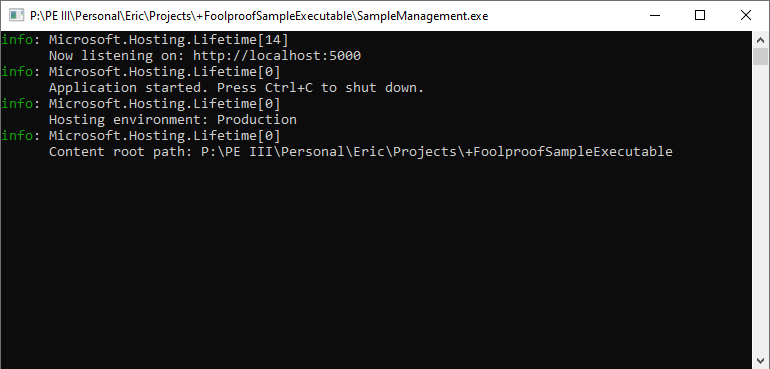 P:\PE III\Personal\Eric\Projects\+FoolproofSampleExecutable\SampleManagement.exe
info: Microsoft.Hosting.Lifetime[14]
      Now listening on: http://localhost:5000
info: Microsoft.Hosting.Lifetime[0]
      Application started. Press Ctrl+C to shut down.
info: Microsoft.Hosting.Lifetime[0]
      Hosting environment: Production
info: Microsoft.Hosting.Lifetime[0]
      Content root path: P:\PE III\Personal\Eric\Projects\+FoolproofSampleExecutable